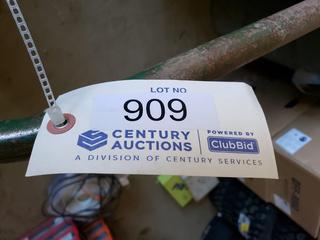 LOT NO
909
CENTURY AUCTIONS
POWERED BY
ClubBid
A DIVISION OF CENTURY SERVICES